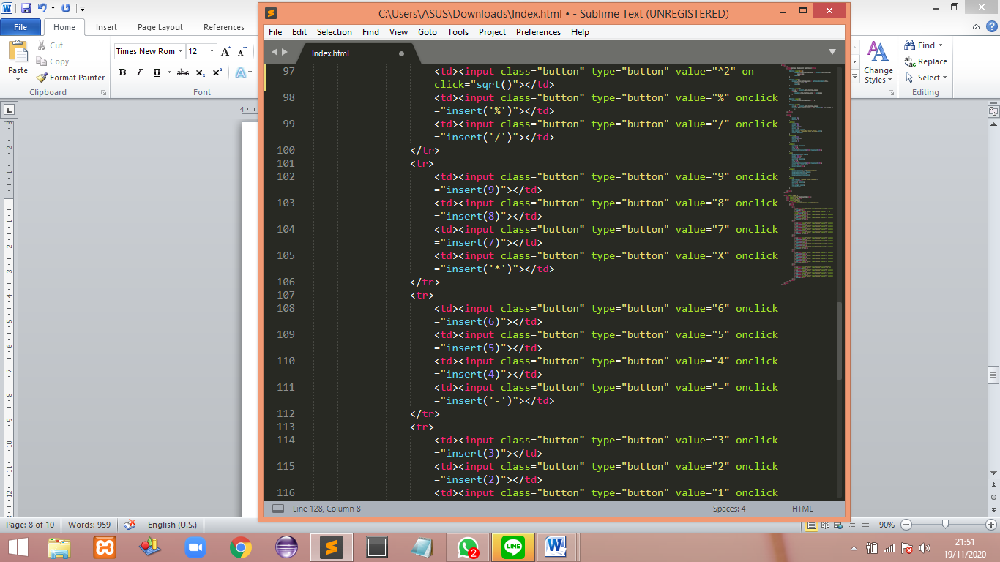 C:\Users\ASUS\Downloads\Index.html • - Sublime Text (UNREGISTERED)
File Home Insert Page Layout References
Paste
Cut
Copy
Format Painter
Clipboard
Times New Rom 12
B I U abc x₂ x² A
Font
Change Styles
Find
Replace
Select
Editing
File Edit Selection Find View Goto Tools Project Preferences Help
Index.html
97 <td><input class="button" type="button" value="^2" on
click="sqrt()"></td>
98 <td><input class="button" type="button" value="%" onclick
="insert('%')"></td>
99 <td><input class="button" type="button" value="/" onclick
="insert('/')"></td>
100 </tr>
101 <tr>
102 <td><input class="button" type="button" value="9" onclick
="insert(9)"></td>
103 <td><input class="button" type="button" value="8" onclick
="insert(8)"></td>
104 <td><input class="button" type="button" value="7" onclick
="insert(7)"></td>
105 <td><input class="button" type="button" value="X" onclick
="insert('*')"></td>
106 </tr>
107 <tr>
108 <td><input class="button" type="button" value="6" onclick
="insert(6)"></td>
109 <td><input class="button" type="button" value="5" onclick
="insert(5)"></td>
110 <td><input class="button" type="button" value="4" onclick
="insert(4)"></td>
111 <td><input class="button" type="button" value="–" onclick
="insert('-')"></td>
112 </tr>
113 <tr>
114 <td><input class="button" type="button" value="3" onclick
="insert(3)"></td>
115 <td><input class="button" type="button" value="2" onclick
="insert(2)"></td>
116 <td><input class="button" type="button" value="1" onclick
Line 128, Column 8 Spaces: 4 HTML
Page: 8 of 10 Words: 959 English (U.S.) 90%
2
LINE
21:51
19/11/2020